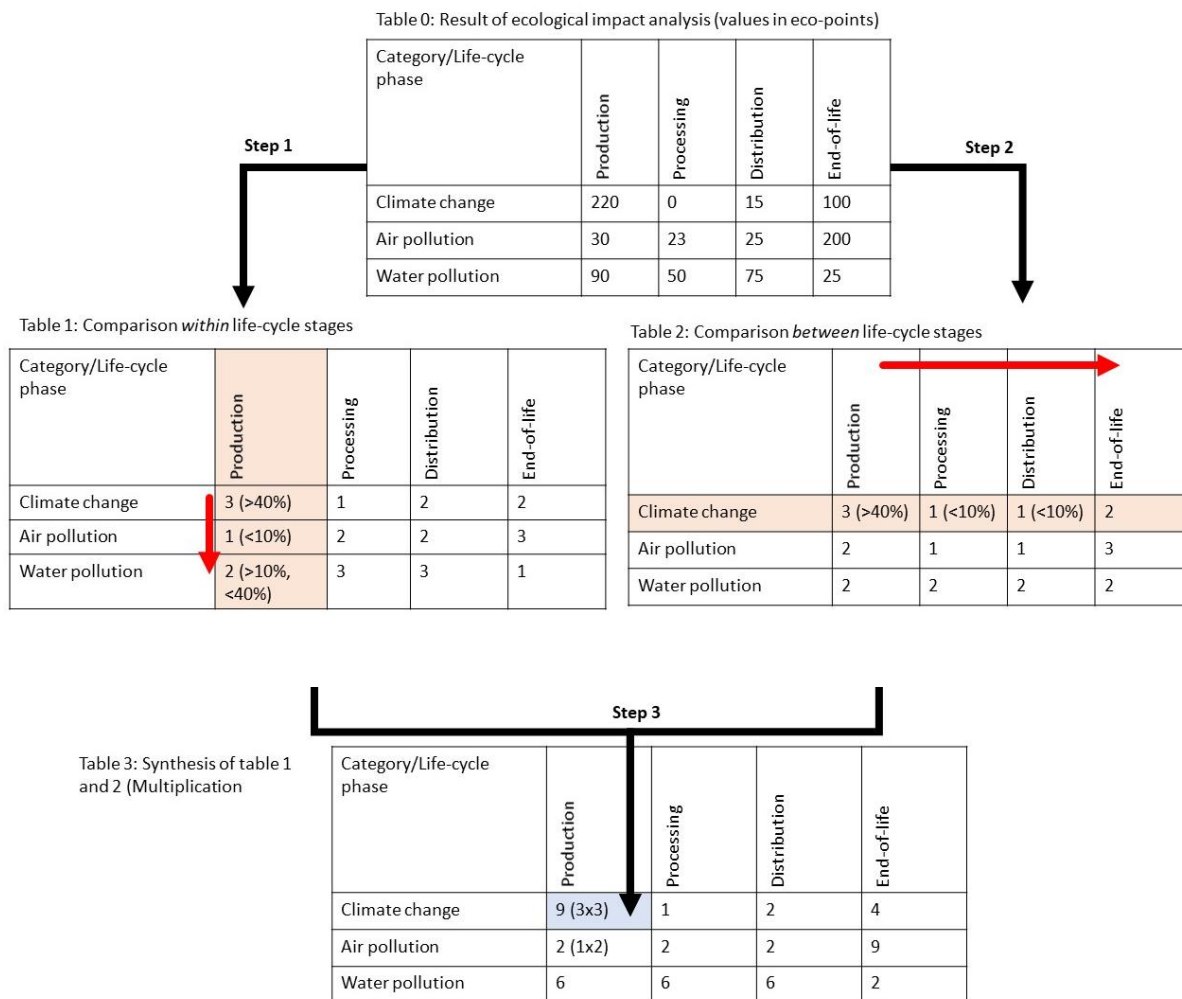 Table 0: Result of ecological impact analysis (values in eco-points)
Category/Life-cycle
phase
Production
Processing
Distribution
End-of-life
Climate change 220 0 15 100
Air pollution 30 23 25 200
Water pollution 90 50 75 25
Step 1
Step 2
Table 1: Comparison within life-cycle stages
Category/Life-cycle
phase
Production
Processing
Distribution
End-of-life
Climate change 3 (>40%) 1 2 2
Air pollution 1 (<10%) 2 2 3
Water pollution 2 (>10%, 3 3 1
<40%)
Table 2: Comparison between life-cycle stages
Category/Life-cycle
phase
Production
Processing
Distribution
End-of-life
Climate change 3 (>40%) 1 (<10%) 1 (<10%) 2
Air pollution 2 1 1 3
Water pollution 2 2 2 2
Step 3
Table 3: Synthesis of table 1
and 2 (Multiplication
Category/Life-cycle
phase
Production
Processing
Distribution
End-of-life
Climate change 9 (3x3) 1 2 4
Air pollution 2 (1x2) 2 2 9
Water pollution 6 6 6 2